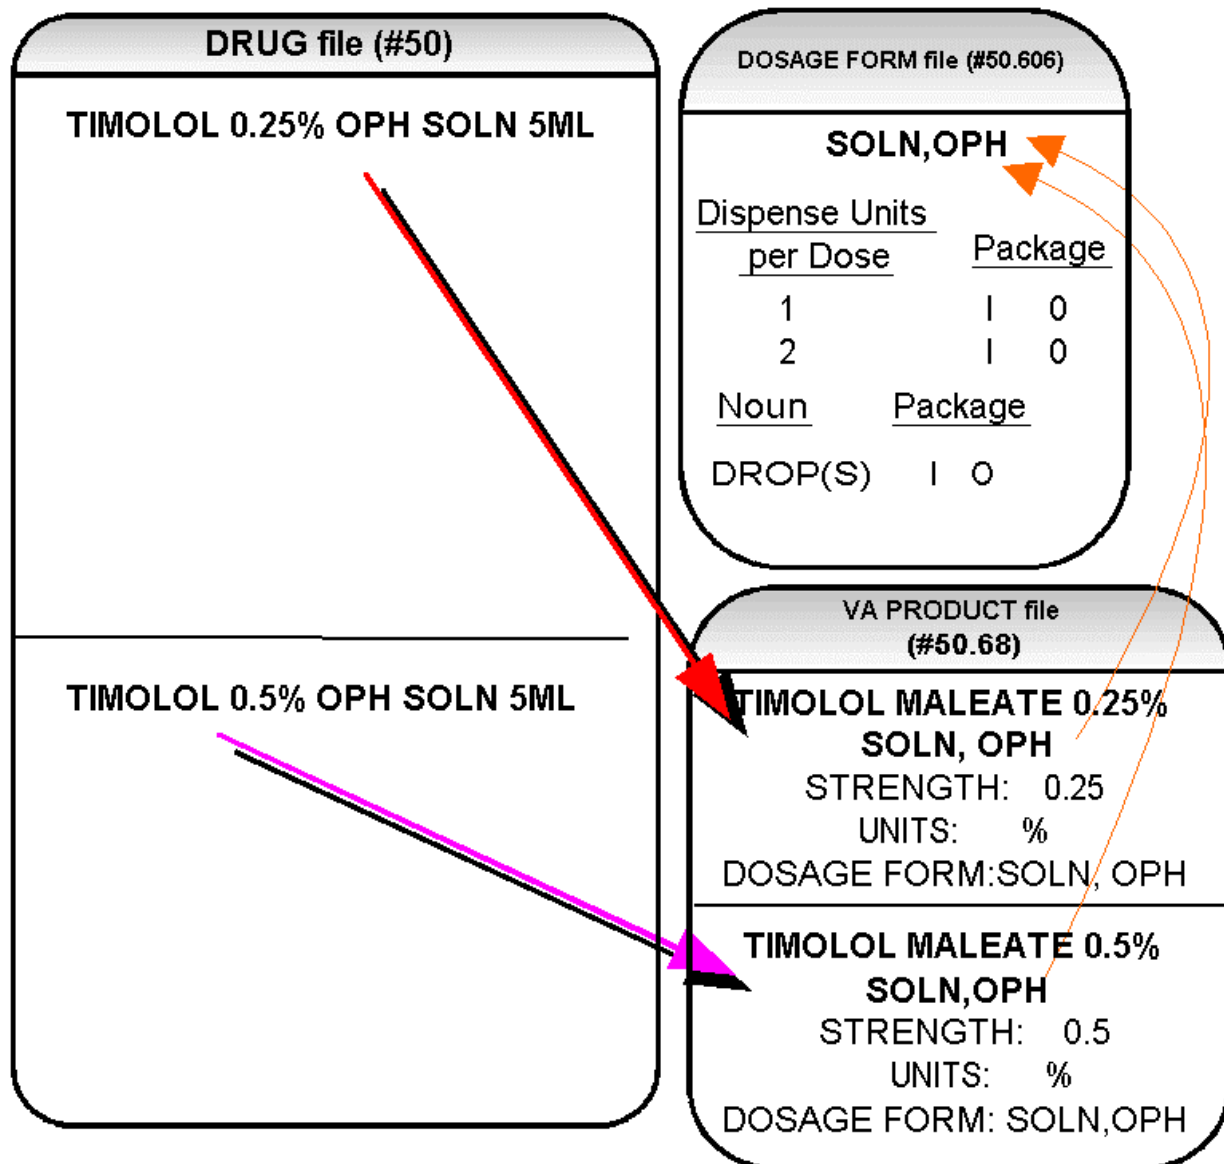 DRUG file (#50)
TIMOLOL 0.25% OPH SOLN 5ML
TIMOLOL 0.5% OPH SOLN 5ML
DOSAGE FORM file (#50.606)
SOLN,OPH
Dispense Units
per Dose Package
1 I 0
2 I 0
Noun Package
DROP(S) I O
VA PRODUCT file
(#50.68)
TIMOLOL MALEATE 0.25%
SOLN, OPH
STRENGTH: 0.25
UNITS: %
DOSAGE FORM:SOLN, OPH
TIMOLOL MALEATE 0.5%
SOLN,OPH
STRENGTH: 0.5
UNITS: %
DOSAGE FORM: SOLN,OPH